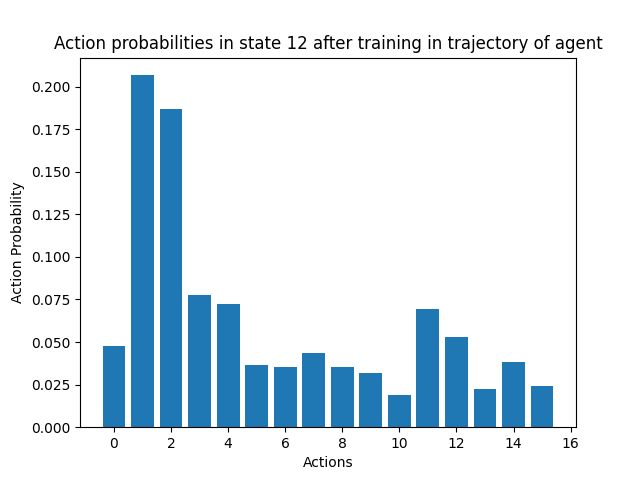 Action probabilities in state 12 after training in trajectory of agent
0.200
0.175
0.150
0.125
0.100
0.075
0.050
0.025
0.000
Action Probability
0 2 4 6 8 10 12 14 16
Actions